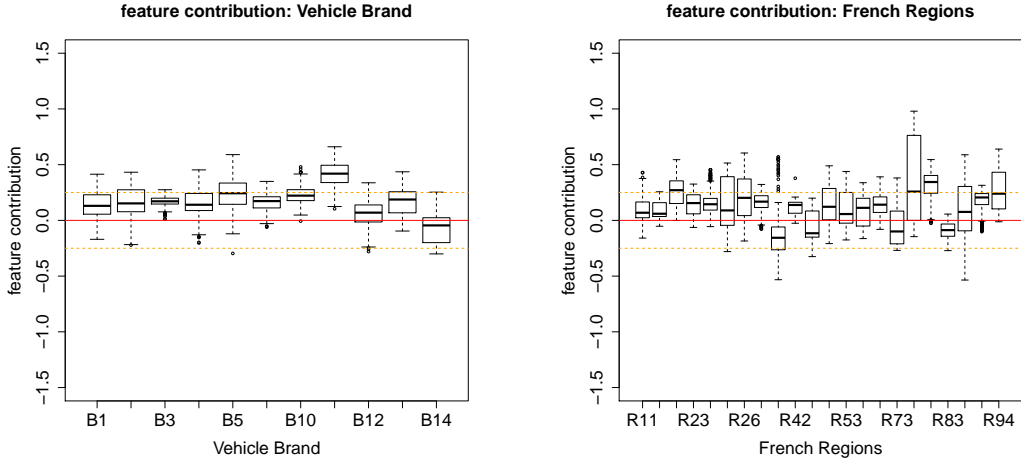 feature contribution: Vehicle Brand
feature contribution
1.5
1.0
0.5
0.0
−0.5
−1.0
−1.5
B1 B3 B5 B10 B12 B14
Vehicle Brand
feature contribution: French Regions
feature contribution
1.5
1.0
0.5
0.0
−0.5
−1.0
−1.5
R11 R23 R26 R42 R53 R73 R83 R94
French Regions